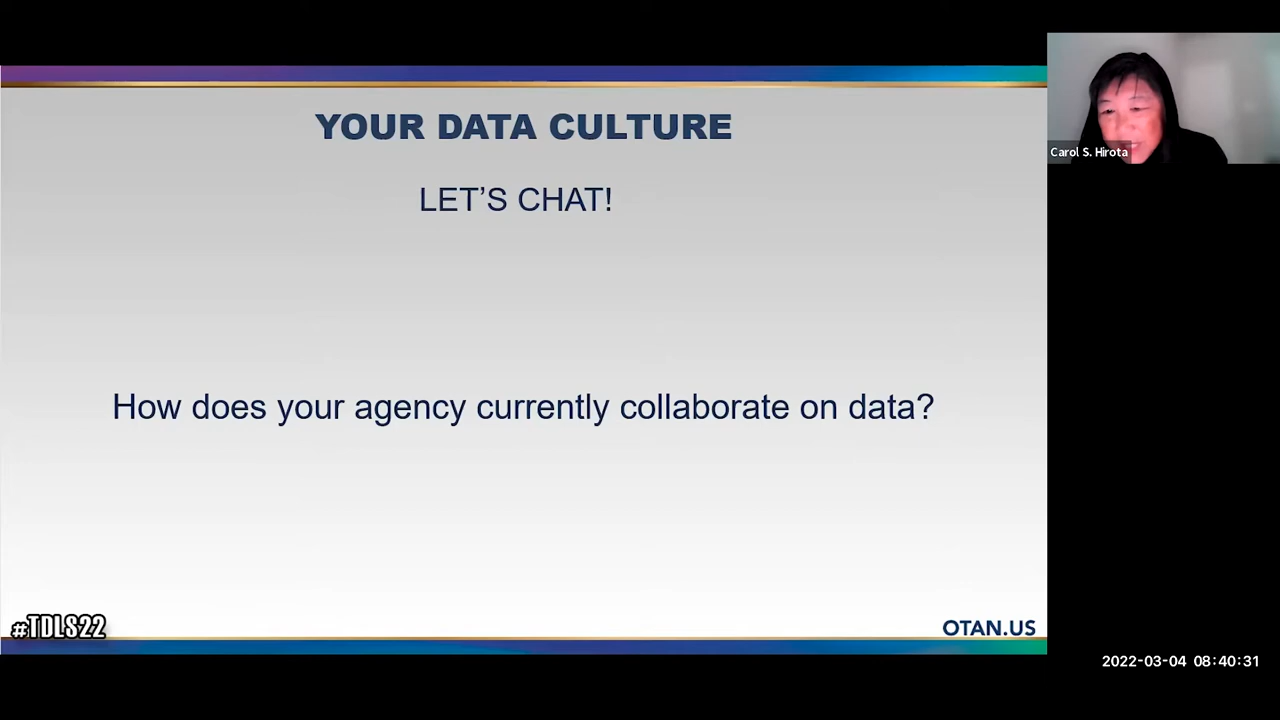 YOUR DATA CULTURE
LET’S CHAT!
How does your agency currently collaborate on data?
#TDLS22
OTAN.US
Carol S. Hirota
2022-03-04 08:40:31